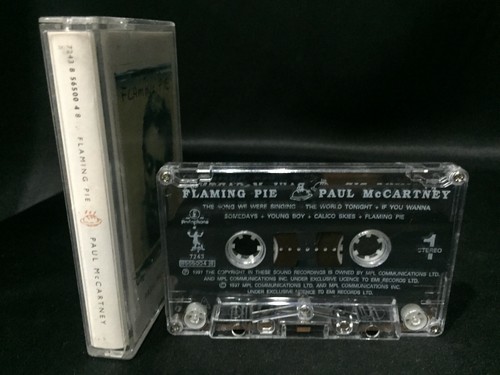 7243 8 56500 4 8 FLAMING PIE PAUL McCARTNEY
FLAMING PIE
FLAMING PIE PAUL McCARTNEY
THE SONG WE WERE SINGING • THE WORLD TONIGHT • IF YOU WANNA
SOMEDAYS • YOUNG BOY • CALICO SKIES • FLAMING PIE
Parlophone
1
STEREO
7243
℗ 1997 THE COPYRIGHT IN THESE SOUND RECORDINGS IS OWNED BY MPL COMMUNICATIONS LTD.
AND MPL COMMUNICATIONS INC. UNDER EXCLUSIVE LICENCE TO EMI RECORDS LTD.
© 1997 MPL COMMUNICATIONS LTD. AND MPL COMMUNICATIONS INC.
UNDER EXCLUSIVE LICENCE TO EMI RECORDS LTD.